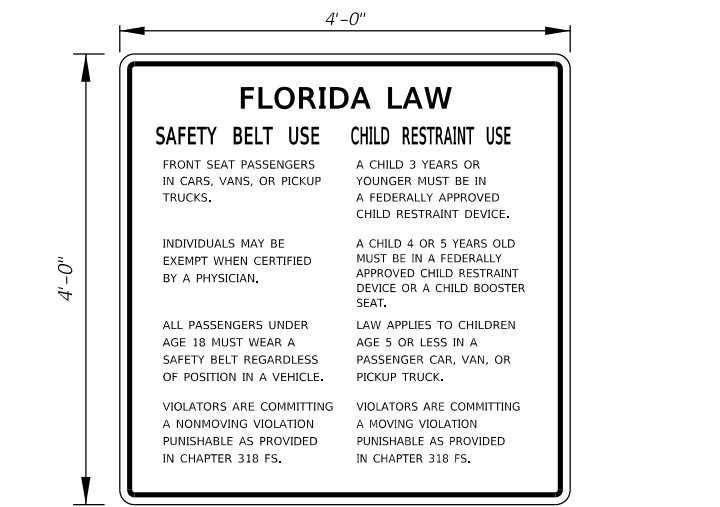 4'-0"
4'-0"
FLORIDA LAW
SAFETY BELT USE
FRONT SEAT PASSENGERS
IN CARS, VANS, OR PICKUP
TRUCKS.
INDIVIDUALS MAY BE
EXEMPT WHEN CERTIFIED
BY A PHYSICIAN.
ALL PASSENGERS UNDER
AGE 18 MUST WEAR A
SAFETY BELT REGARDLESS
OF POSITION IN A VEHICLE.
VIOLATORS ARE COMMITTING
A NONMOVING VIOLATION
PUNISHABLE AS PROVIDED
IN CHAPTER 318 FS.
CHILD RESTRAINT USE
A CHILD 3 YEARS OR
YOUNGER MUST BE IN
A FEDERALLY APPROVED
CHILD RESTRAINT DEVICE.
A CHILD 4 OR 5 YEARS OLD
MUST BE IN A FEDERALLY
APPROVED CHILD RESTRAINT
DEVICE OR A CHILD BOOSTER
SEAT.
LAW APPLIES TO CHILDREN
AGE 5 OR LESS IN A
PASSENGER CAR, VAN, OR
PICKUP TRUCK.
VIOLATORS ARE COMMITTING
A MOVING VIOLATION
PUNISHABLE AS PROVIDED
IN CHAPTER 318 FS.